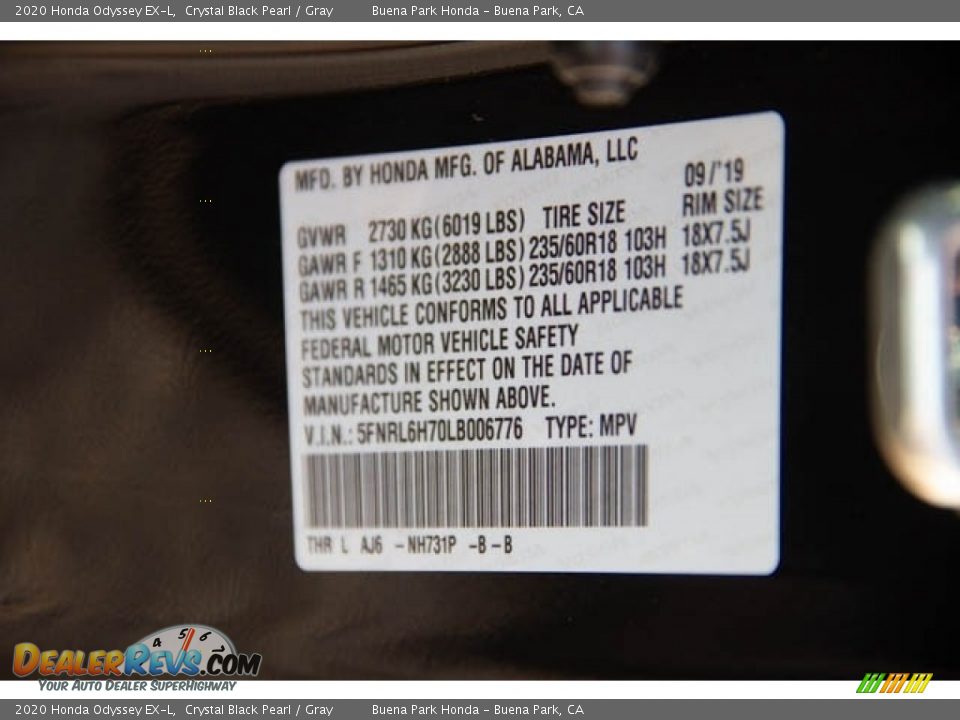 2020 Honda Odyssey EX-L, Crystal Black Pearl / Gray Buena Park Honda - Buena Park, CA
MFD. BY HONDA MFG. OF ALABAMA, LLC
09/'19
GVWR 2730 KG(6019 LBS) TIRE SIZE RIM SIZE
GAWR F 1310 KG(2888 LBS) 235/60R18 103H 18X7.5J
GAWR R 1465 KG(3230 LBS) 235/60R18 103H 18X7.5J
THIS VEHICLE CONFORMS TO ALL APPLICABLE
FEDERAL MOTOR VEHICLE SAFETY
STANDARDS IN EFFECT ON THE DATE OF
MANUFACTURE SHOWN ABOVE.
V.I.N.: 5FNRL6H70LB006776 TYPE: MPV
THR L AJ6 -NH731P -B-B
4 5 6
DEALERREVS.COM
YOUR AUTO DEALER SUPERHIGHWAY
2020 Honda Odyssey EX-L, Crystal Black Pearl / Gray Buena Park Honda - Buena Park, CA